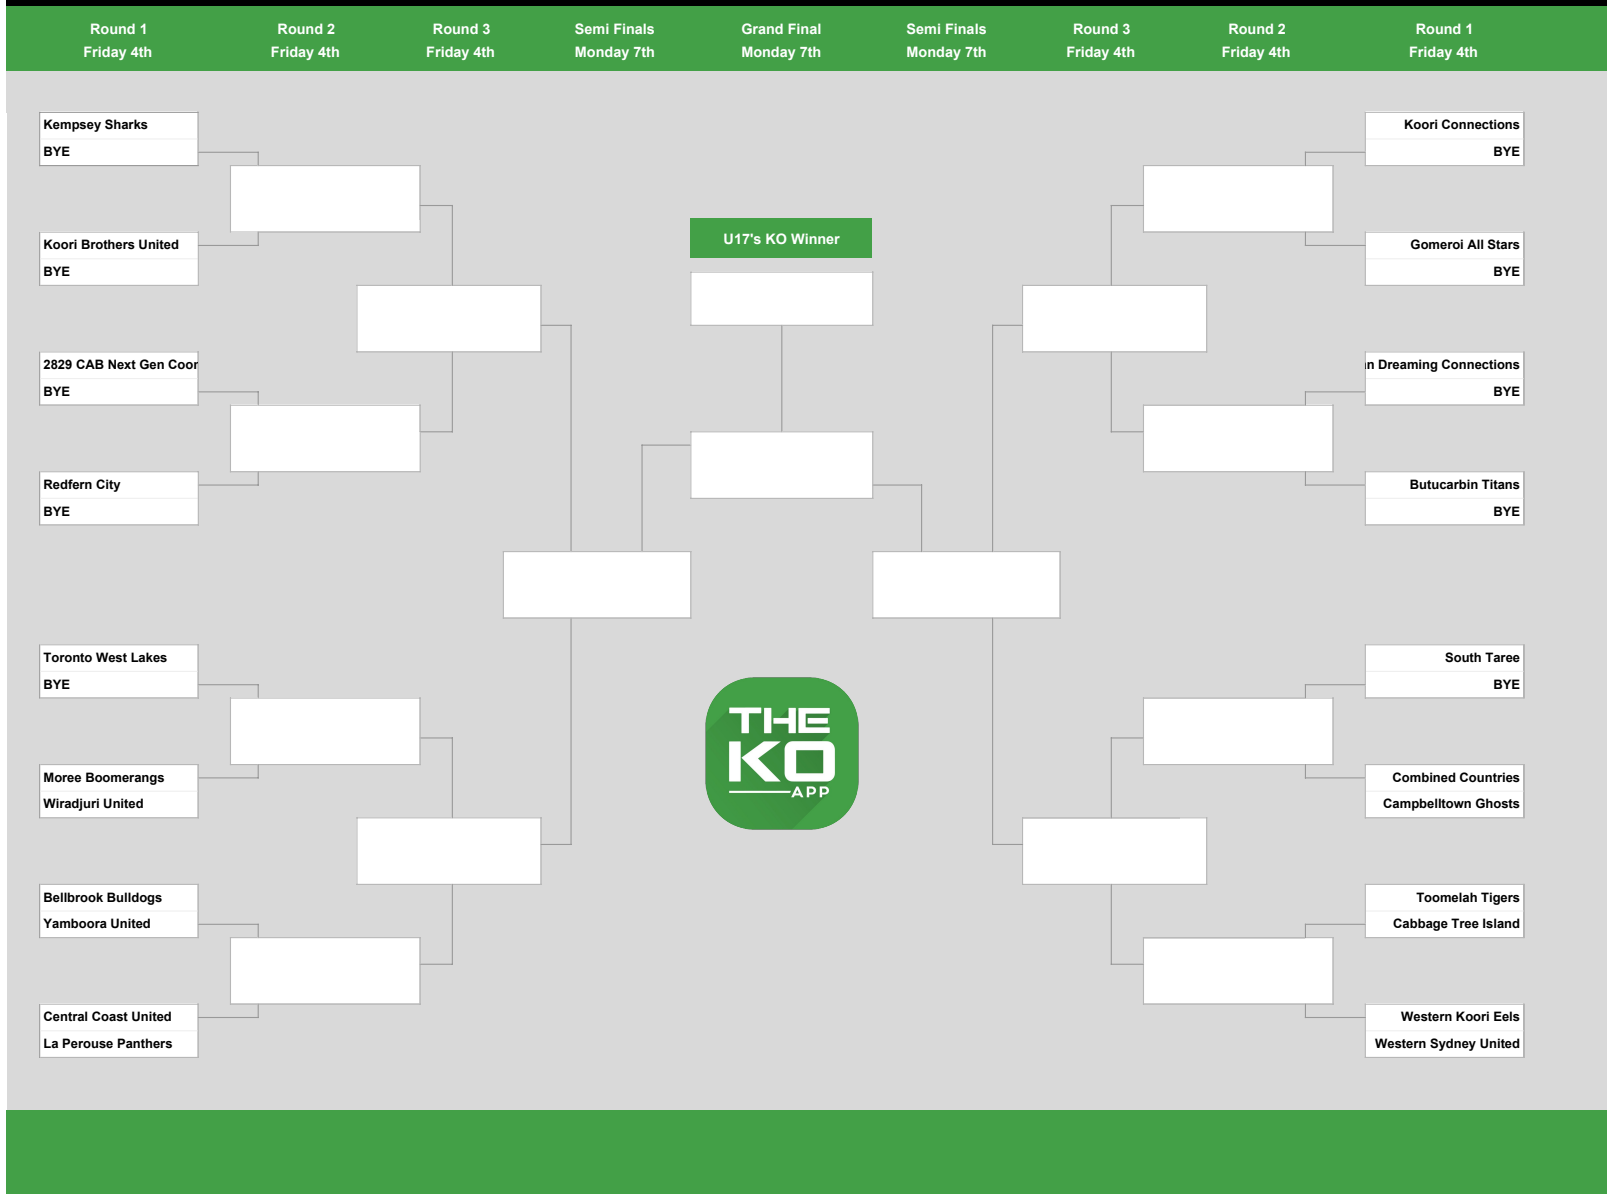 Round 1 Round 2 Round 3 Semi Finals Grand Final Semi Finals Round 3 Round 2 Round 1
Friday 4th Friday 4th Friday 4th Monday 7th Monday 7th Monday 7th Friday 4th Friday 4th Friday 4th
Kempsey Sharks
BYE
Koori Brothers United
BYE
2829 CAB Next Gen Coor
BYE
Redfern City
BYE
Toronto West Lakes
BYE
Moree Boomerangs
Wiradjuri United
Bellbrook Bulldogs
Yamboora United
Central Coast United
La Perouse Panthers
U17's KO Winner
THE
KO
APP
Koori Connections
BYE
Gomeroi All Stars
BYE
Dreaming Connections
BYE
Butucarbin Titans
BYE
South Taree
BYE
Combined Countries
Campbelltown Ghosts
Toomelah Tigers
Cabbage Tree Island
Western Koori Eels
Western Sydney United